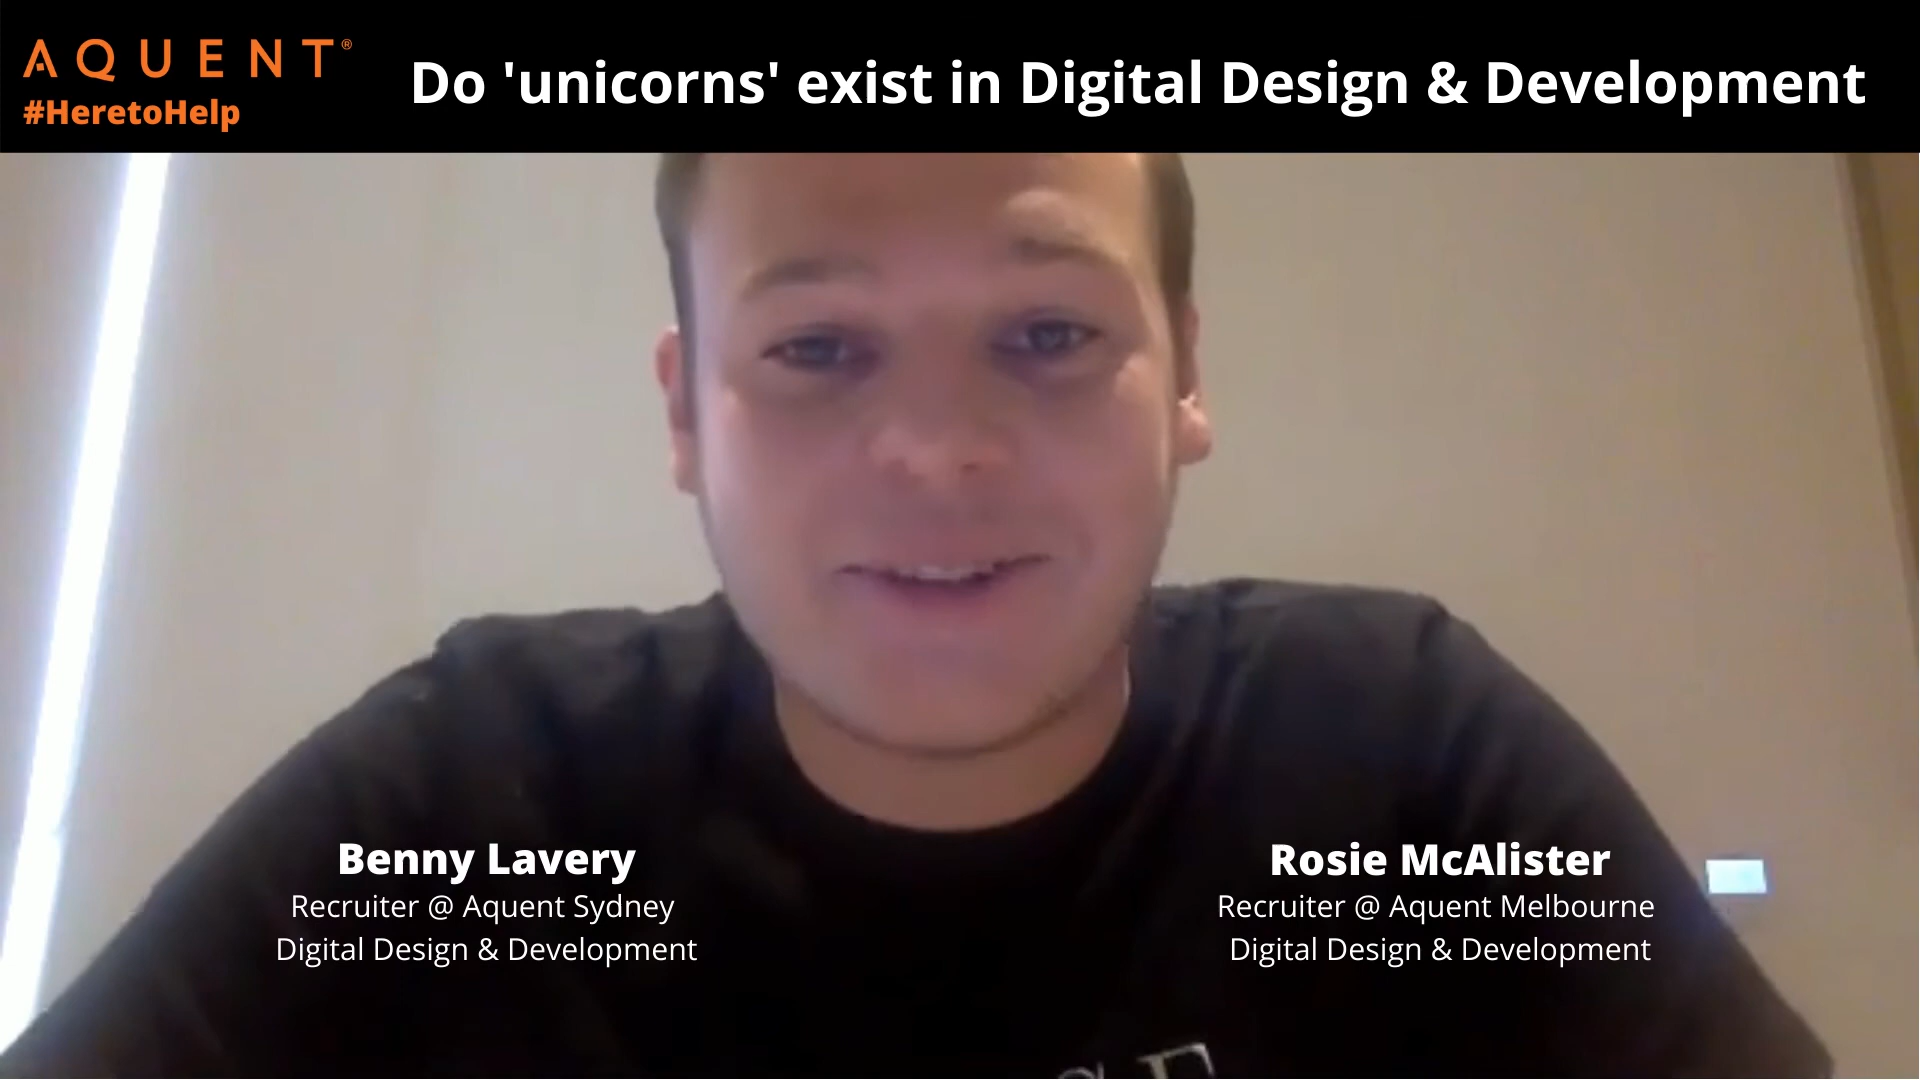 AQUENT®
#HeretoHelp
Do 'unicorns' exist in Digital Design & Development
Benny Lavery
Recruiter @ Aquent Sydney
Digital Design & Development
Rosie McAlister
Recruiter @ Aquent Melbourne
Digital Design & Development